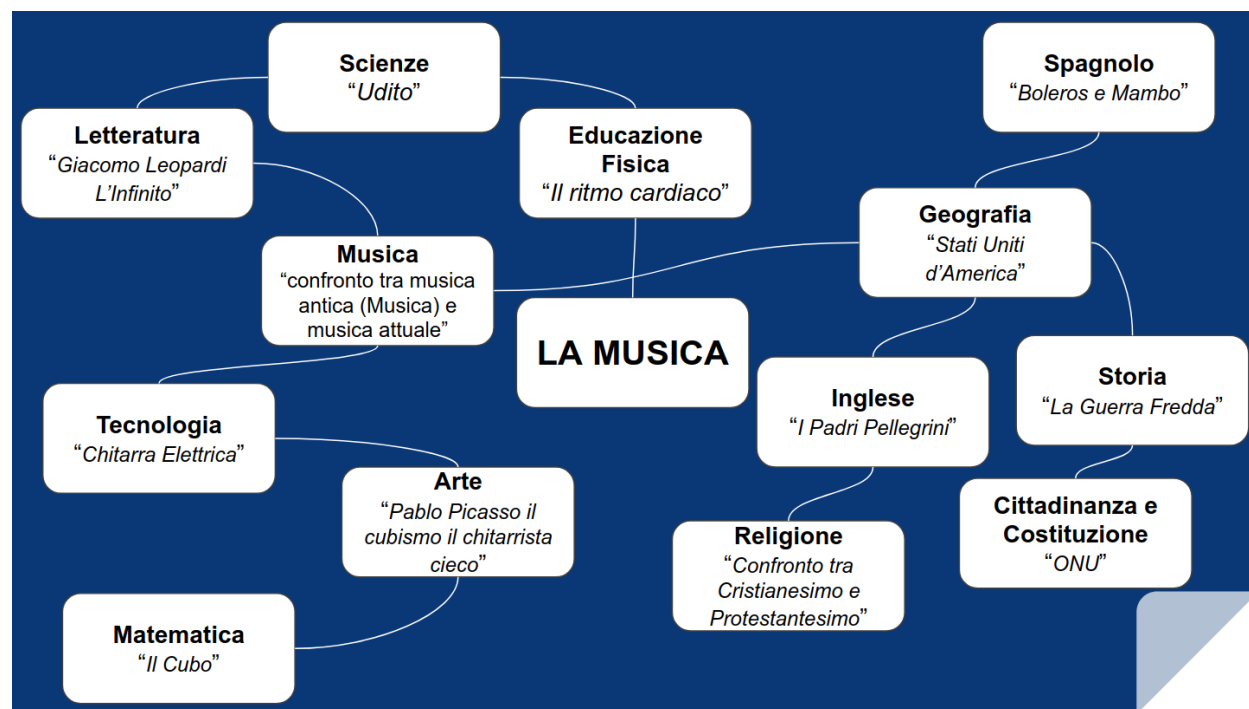 Scienze
“Udito”
Spagnolo
“Boleros e Mambo”
Letteratura
“Giacomo Leopardi
L’Infinito”
Educazione
Fisica
“Il ritmo cardiaco”
Geografia
“Stati Uniti
d’America”
Musica
“confronto tra musica
antica (Musica) e
musica attuale”
LA MUSICA
Storia
“La Guerra Fredda”
Inglese
“I Padri Pellegrini”
Tecnologia
“Chitarra Elettrica”
Arte
“Pablo Picasso il
cubismo il chitarrista
cieco”
Cittadinanza e
Costituzione
“ONU”
Religione
“Confronto tra
Cristianesimo e
Protestantesimo”
Matematica
“Il Cubo”